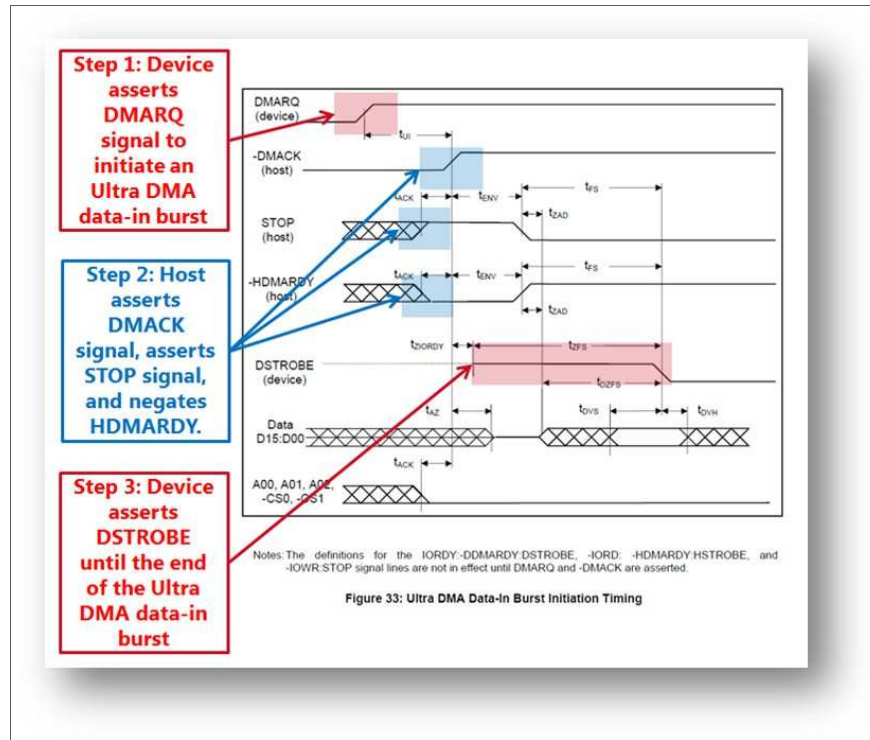 Step 1: Device
asserts
DMARQ
signal to
initiate an
Ultra DMA
data-in burst
Step 2: Host
asserts
DMACK
signal, asserts
STOP signal,
and negates
HDMARDY.
Step 3: Device
asserts
DSTROBE
until the end
of the Ultra
DMA data-in
burst
DMARQ
(device)
tUI
-DMACK
(host)
tACK
tENV
tFS
tZAD
STOP
(host)
tACK
tENV
tFS
-HDMARDY
(host)
tZAD
tZIORDY
tZFS
DSTROBE
(device)
tDZFS
tAZ
tDVS
tDVH
Data
D15:D00
tACK
A00, A01, A02,
-CS0, -CS1
Notes: The definitions for the IORDY:-DDMARDY:DSTROBE, -IORD: -HDMARDY:HSTROBE, and
-IOWR:STOP signal lines are not in effect until DMARQ and -DMACK are asserted.
Figure 33: Ultra DMA Data-In Burst Initiation Timing